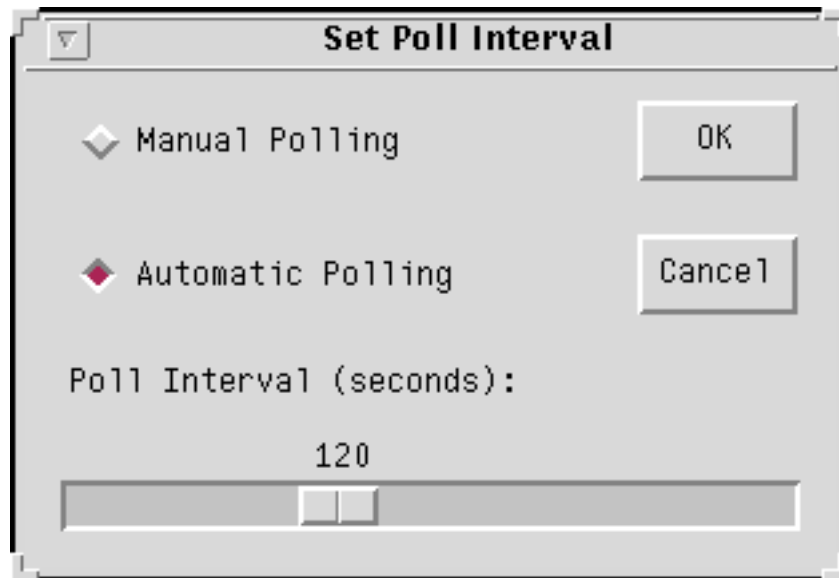 Set Poll Interval
Manual Polling
OK
Automatic Polling
Cancel
Poll Interval (seconds):
120